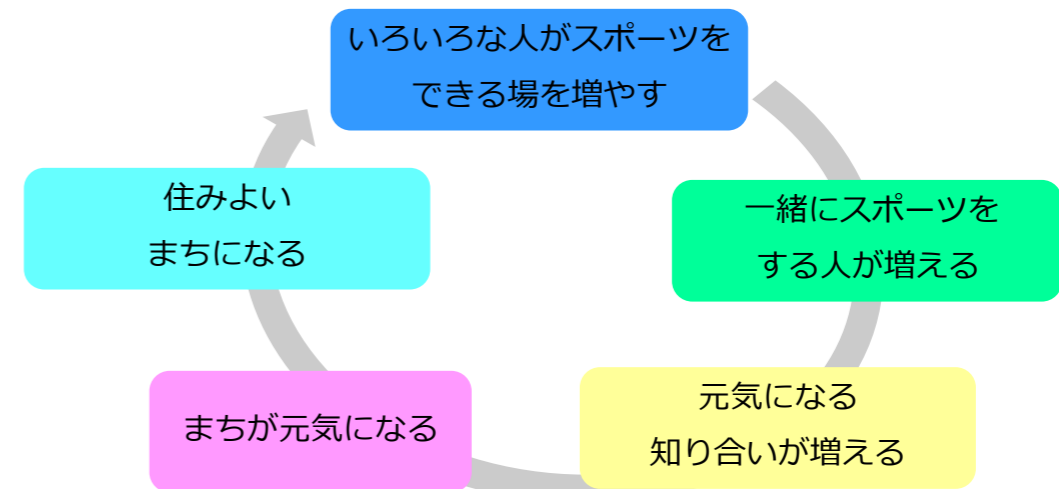 いろいろな人がスポーツを
できる場を増やす
一緒にスポーツを
する人が増える
元気になる
知り合いが増える
まちが元気になる
住みよい
まちになる